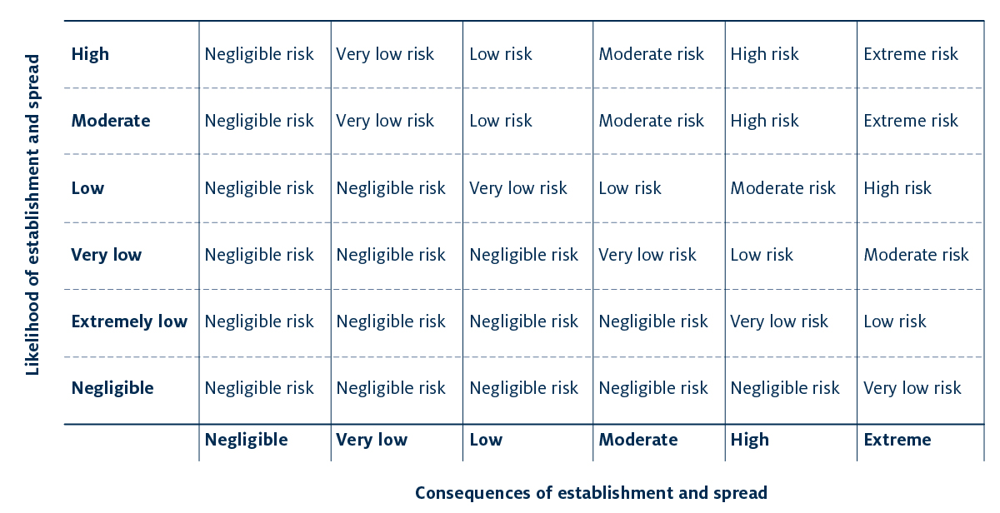 Likelihood of establishment and spread
High Negligible risk Very low risk Low risk Moderate risk High risk Extreme risk
Moderate Negligible risk Very low risk Low risk Moderate risk High risk Extreme risk
Low Negligible risk Negligible risk Very low risk Low risk Moderate risk High risk
Very low Negligible risk Negligible risk Negligible risk Very low risk Low risk Moderate risk
Extremely low Negligible risk Negligible risk Negligible risk Negligible risk Very low risk Low risk
Negligible Negligible risk Negligible risk Negligible risk Negligible risk Negligible risk Very low risk
Negligible Very low Low Moderate High Extreme
Consequences of establishment and spread